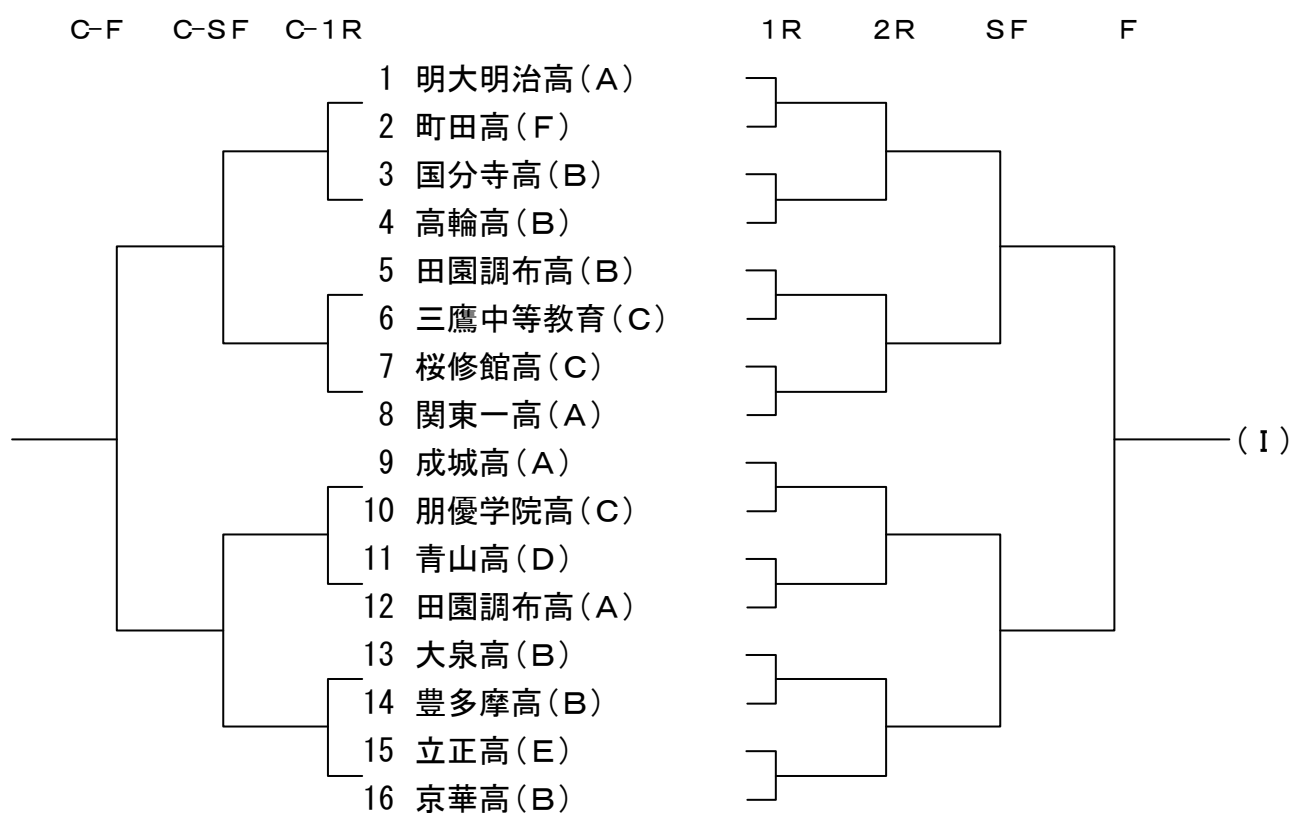 C-F C-SF C-1R 1R 2R SF F
1 明大明治高(A)
2 町田高(F)
3 国分寺高(B)
4 高輪高(B)
5 田園調布高(B)
6 三鷹中等教育(C)
7 桜修館高(C)
8 関東一高(A)
(I)
9 成城高(A)
10 朋優学院高(C)
11 青山高(D)
12 田園調布高(A)
13 大泉高(B)
14 豊多摩高(B)
15 立正高(E)
16 京華高(B)